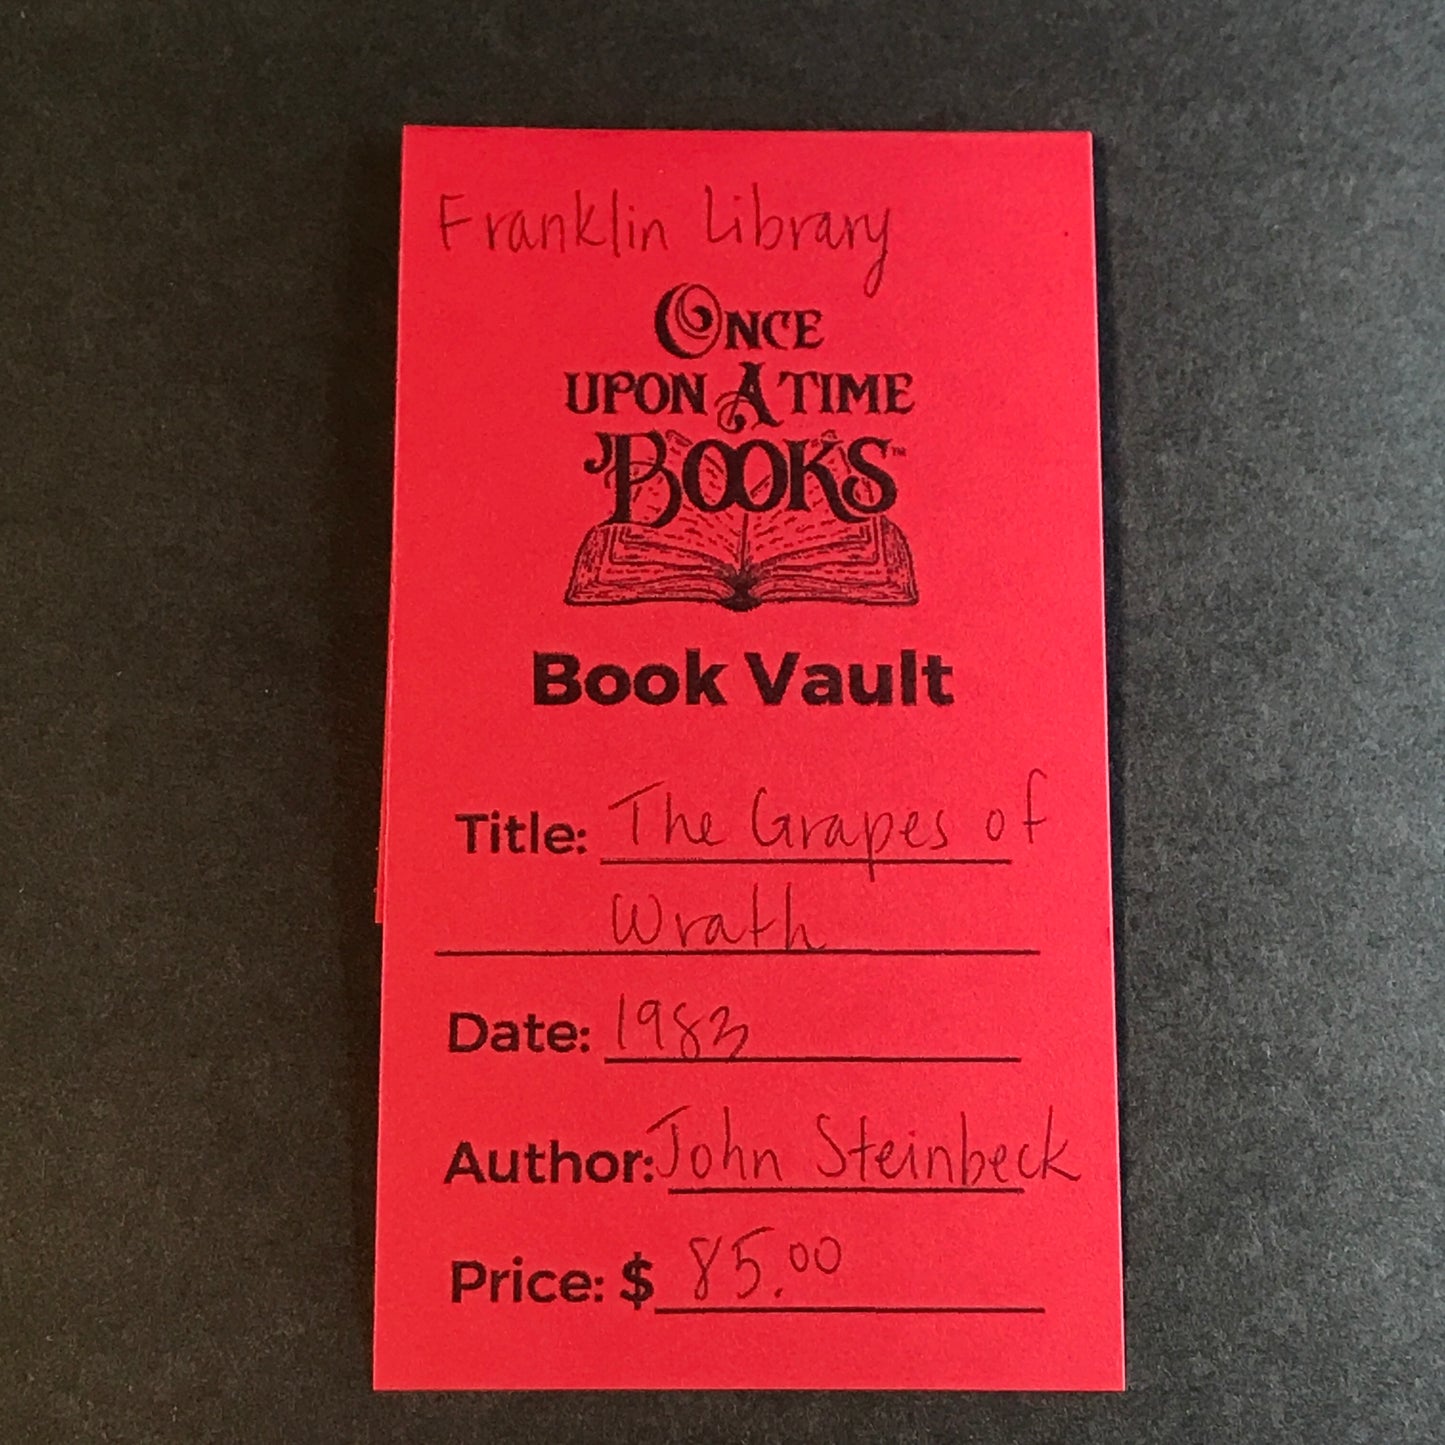 Franklin Library
ONCE
UPON A TIME
BOOKS™
Book Vault
Title: The Grapes of
Wrath
Date: 1983
Author: John Steinbeck
Price: $ 85.00